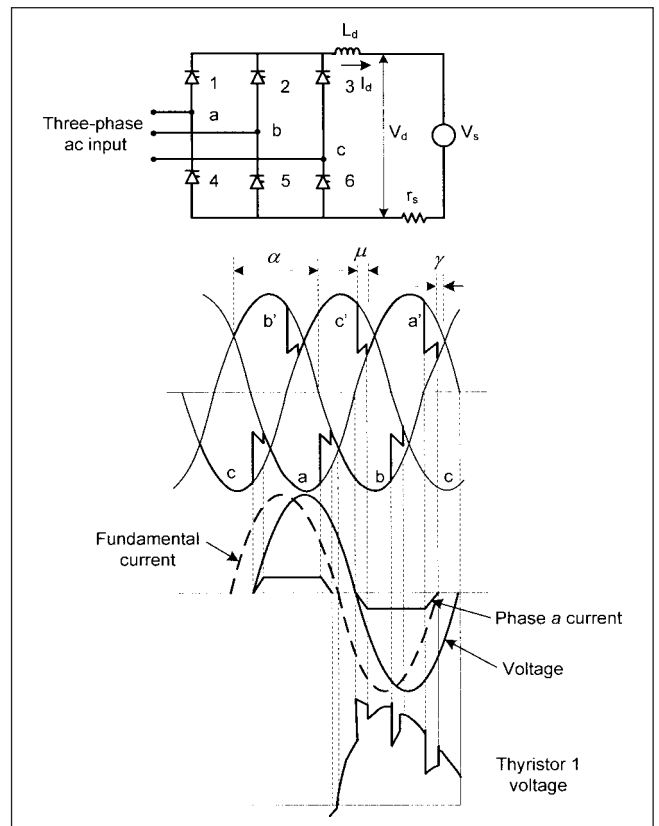 L_d
1
2
3
I_d
a
Three-phase
ac input
b
V_d
V_s
c
4
5
6
r_s
α
μ
γ
b'
c'
a'
c
a
b
c
Fundamental
current
Phase a current
Voltage
Thyristor 1
voltage